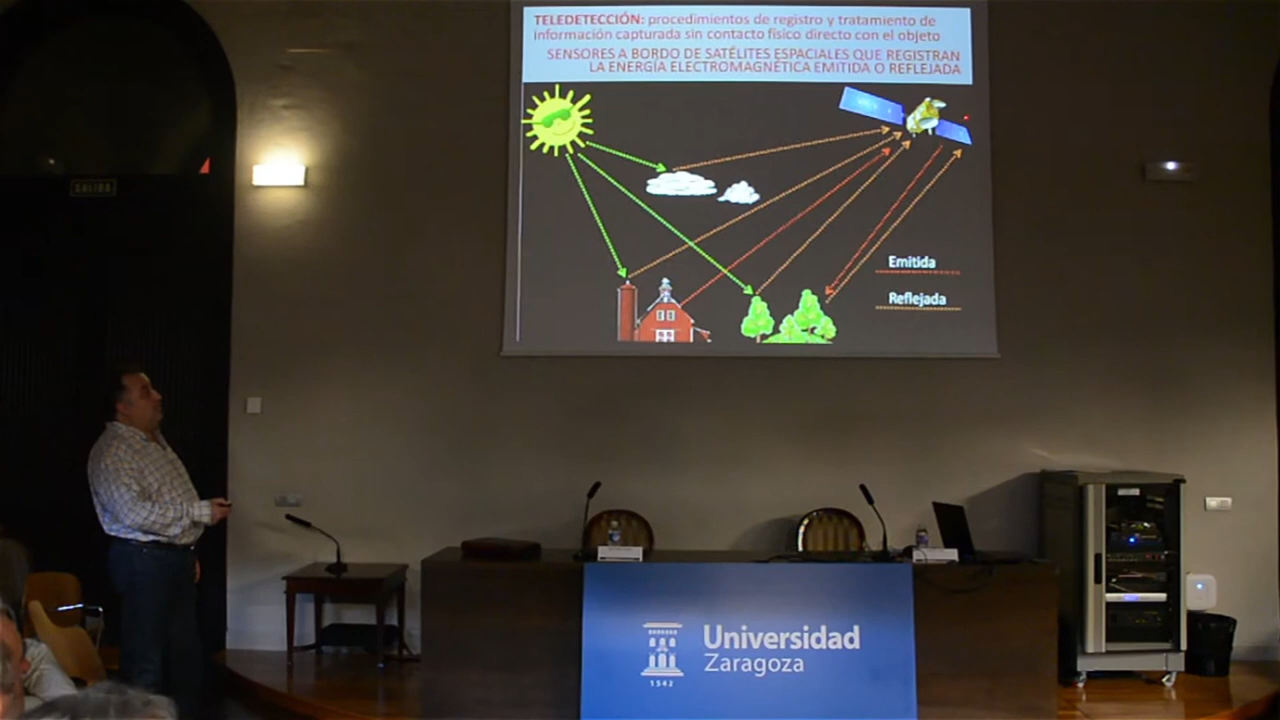 TELEDETECCIÓN: procedimientos de registro y tratamiento de
información capturada sin contacto físico directo con el objeto
SENSORES A BORDO DE SATÉLITES ESPACIALES QUE REGISTRAN
LA ENERGÍA ELECTROMAGNÉTICA EMITIDA O REFLEJADA
SALIDA
Emitida
Reflejada
Universidad
Zaragoza
1542